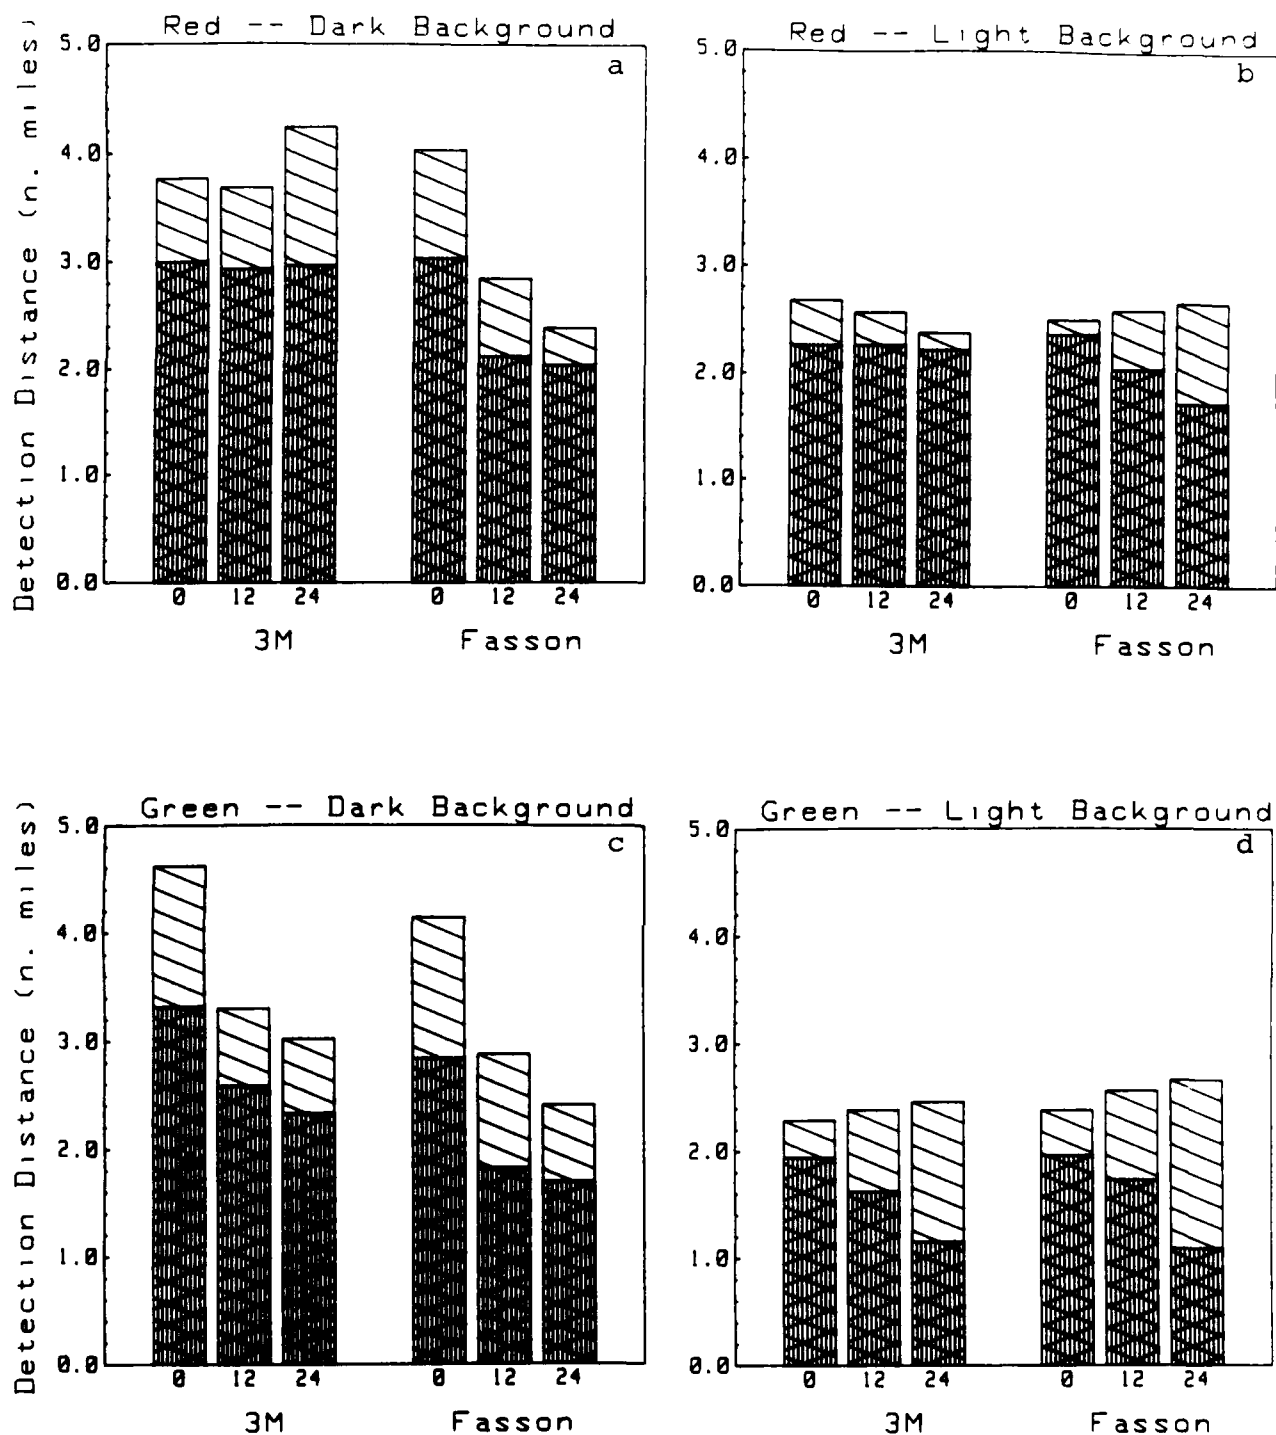 Red -- Dark Background
a
Detection Distance (n. miles)
5.0
4.0
3.0
2.0
1.0
0.0
0 12 24 0 12 24
3M Fasson
Red -- Light Background
b
5.0
4.0
3.0
2.0
1.0
0.0
0 12 24 0 12 24
3M Fasson
Green -- Dark Background
c
Detection Distance (n. miles)
5.0
4.0
3.0
2.0
1.0
0.0
0 12 24 0 12 24
3M Fasson
Green -- Light Background
d
5.0
4.0
3.0
2.0
1.0
0.0
0 12 24 0 12 24
3M Fasson